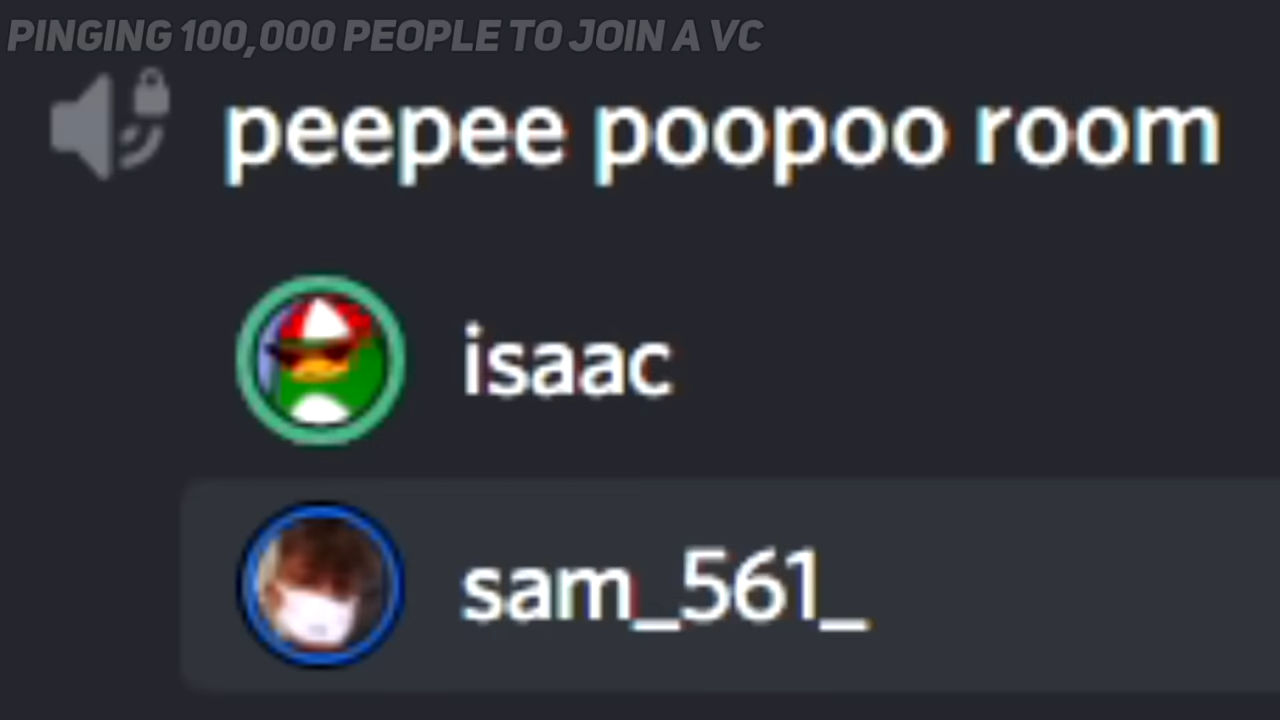 PINGING 100,000 PEOPLE TO JOIN A VC
peepee poopoo room
isaac
sam_561_